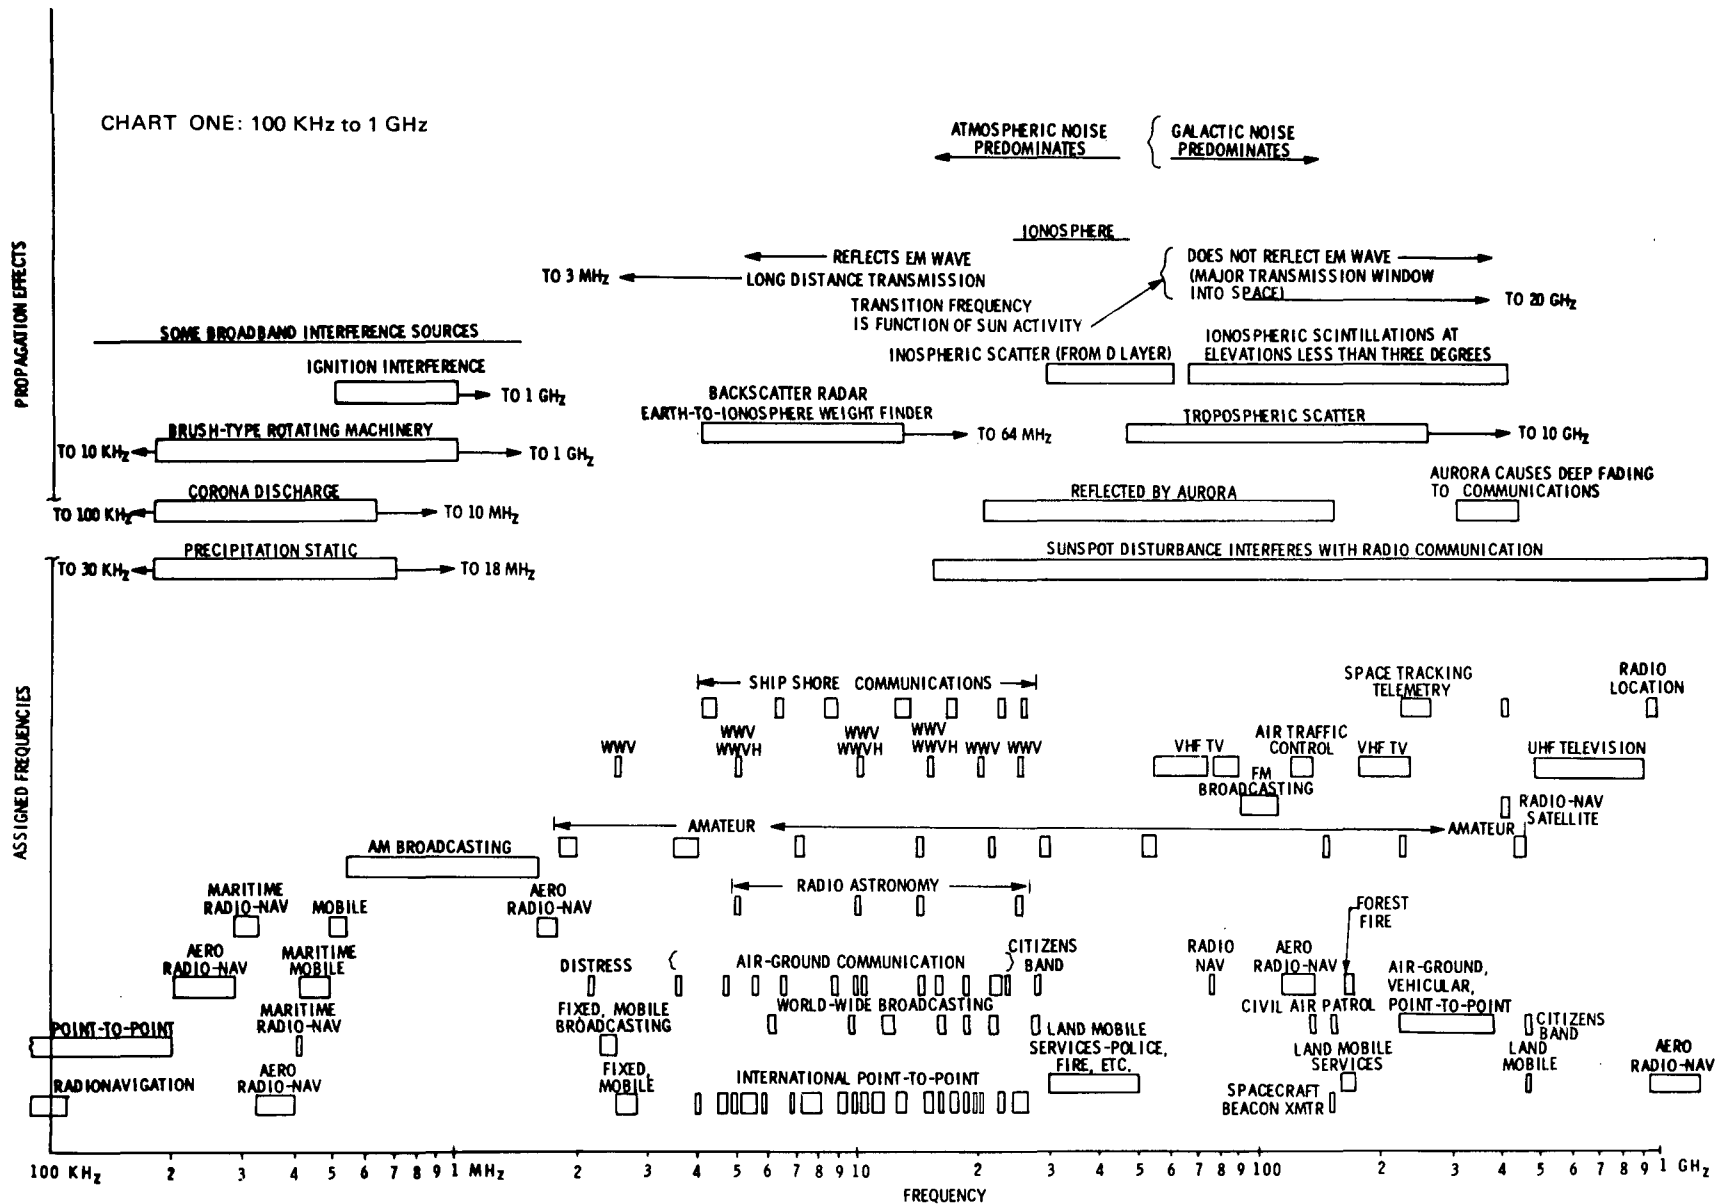 CHART ONE: 100 KHz to 1 GHz
ATMOSPHERIC NOISE
PREDOMINATES
GALACTIC NOISE
PREDOMINATES
PROPAGATION EFFECTS
IONOSPHERE
REFLECTS EM WAVE
TO 3 MHz
LONG DISTANCE TRANSMISSION
DOES NOT REFLECT EM WAVE
(MAJOR TRANSMISSION WINDOW
INTO SPACE)
TO 20 GHz
TRANSITION FREQUENCY
IS FUNCTION OF SUN ACTIVITY
SOME BROADBAND INTERFERENCE SOURCES
IGNITION INTERFERENCE
TO 1 GHz
INOSPHERIC SCATTER (FROM D LAYER)
IONOSPHERIC SCINTILLATIONS AT
ELEVATIONS LESS THAN THREE DEGREES
BACKSCATTER RADAR
EARTH-TO-IONOSPHERE WEIGHT FINDER
TO 64 MHz
TROPOSPHERIC SCATTER
TO 10 GHz
BRUSH-TYPE ROTATING MACHINERY
TO 10 KHz
TO 1 GHz
CORONA DISCHARGE
TO 100 KHz
TO 10 MHz
REFLECTED BY AURORA
AURORA CAUSES DEEP FADING
TO COMMUNICATIONS
PRECIPITATION STATIC
TO 30 KHz
TO 18 MHz
SUNSPOT DISTURBANCE INTERFERES WITH RADIO COMMUNICATION
ASSIGNED FREQUENCIES
SHIP SHORE COMMUNICATIONS
SPACE TRACKING
TELEMETRY
RADIO
LOCATION
WWV
WWV
WWVH
WWV
WWVH
WWV
WWVH
WWV
WWV
VHF TV
AIR TRAFFIC
CONTROL
VHF TV
UHF TELEVISION
FM
BROADCASTING
RADIO-NAV
SATELLITE
AMATEUR
AMATEUR
AM BROADCASTING
RADIO ASTRONOMY
MARITIME
RADIO-NAV
MOBILE
AERO
RADIO-NAV
FOREST
FIRE
AERO
RADIO-NAV
MARITIME
MOBILE
DISTRESS
AIR-GROUND COMMUNICATION
CITIZENS
BAND
RADIO
NAV
AERO
RADIO-NAV
AIR-GROUND,
VEHICULAR,
POINT-TO-POINT
MARITIME
RADIO-NAV
FIXED, MOBILE
BROADCASTING
WORLD-WIDE BROADCASTING
CIVIL AIR PATROL
POINT-TO-POINT
LAND MOBILE
SERVICES-POLICE,
FIRE, ETC.
CITIZENS
BAND
LAND MOBILE
SERVICES
LAND
MOBILE
AERO
RADIO-NAV
RADIONAVIGATION
AERO
RADIO-NAV
FIXED,
MOBILE
INTERNATIONAL POINT-TO-POINT
SPACECRAFT
BEACON XMTR
100 KHz 2 3 4 5 6 7 8 9 1 MHz 2 3 4 5 6 7 8 9 10 2 3 4 5 6 7 8 9 100 2 3 4 5 6 7 8 9 1 GHz
FREQUENCY